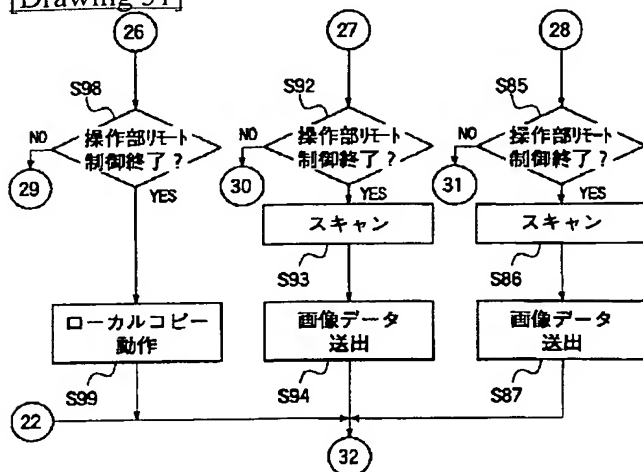 [Drawing 31]
26
27
28
S98
S92
S85
操作部リモート
制御終了?
NO
YES
29
操作部リモート
制御終了?
NO
YES
30
操作部リモート
制御終了?
NO
YES
31
スキャン
S93
スキャン
S86
ローカルコピー
動作
S99
画像データ
送出
S94
画像データ
送出
S87
22
32